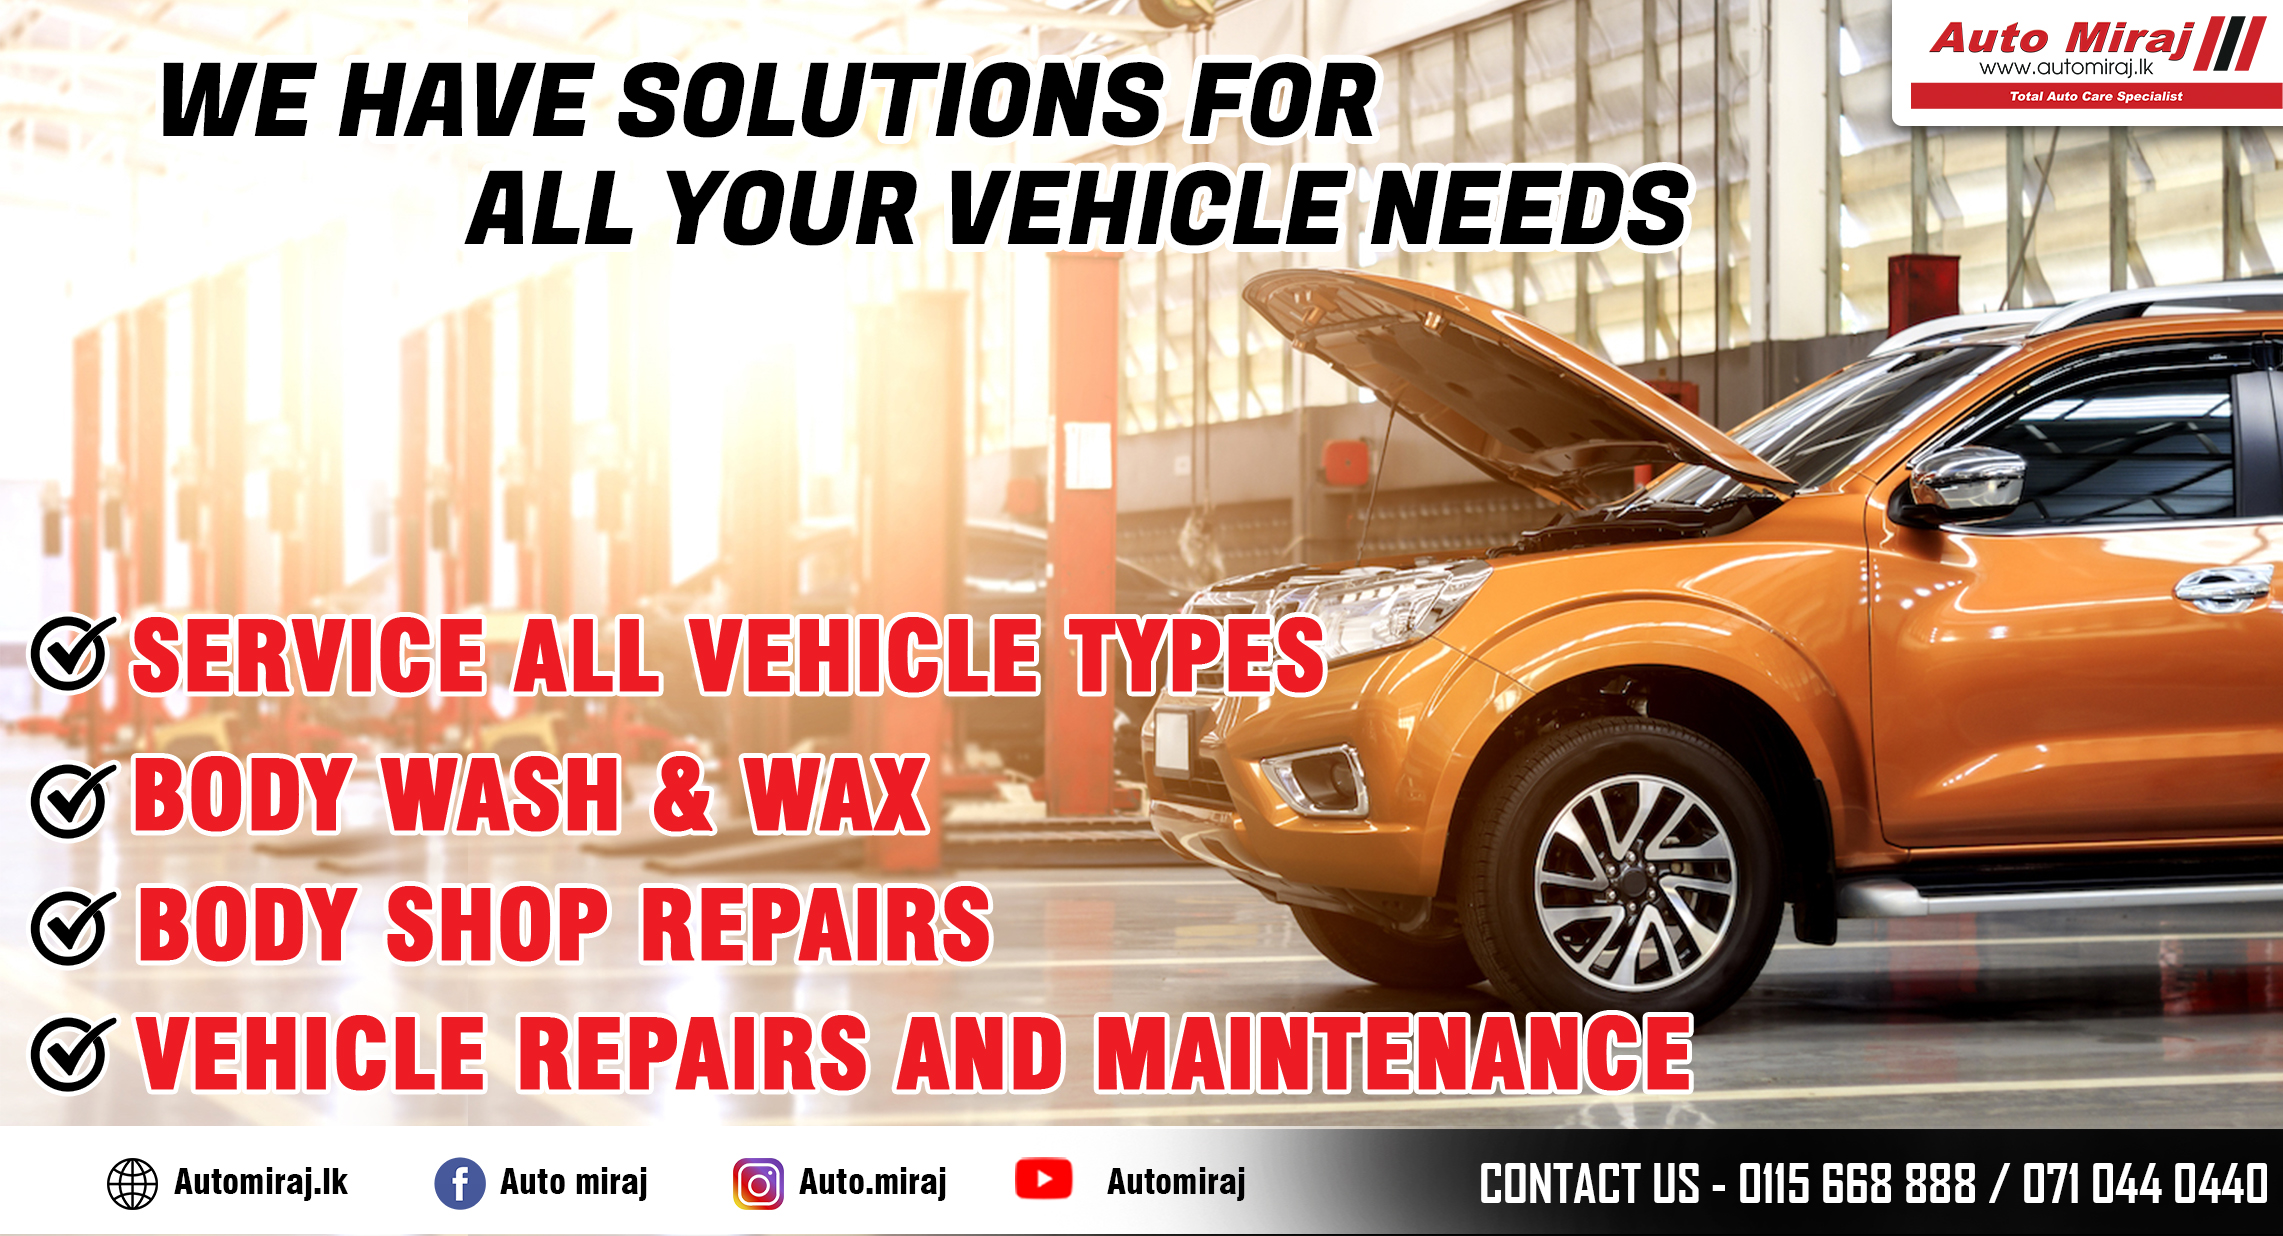 Auto Miraj
www.automiraj.lk
Total Auto Care Specialist
WE HAVE SOLUTIONS FOR
ALL YOUR VEHICLE NEEDS
SERVICE ALL VEHICLE TYPES
BODY WASH & WAX
BODY SHOP REPAIRS
VEHICLE REPAIRS AND MAINTENANCE
Automiraj.lk
Auto miraj
Auto.miraj
Automiraj
CONTACT US - 0115 668 888 / 071 044 0440